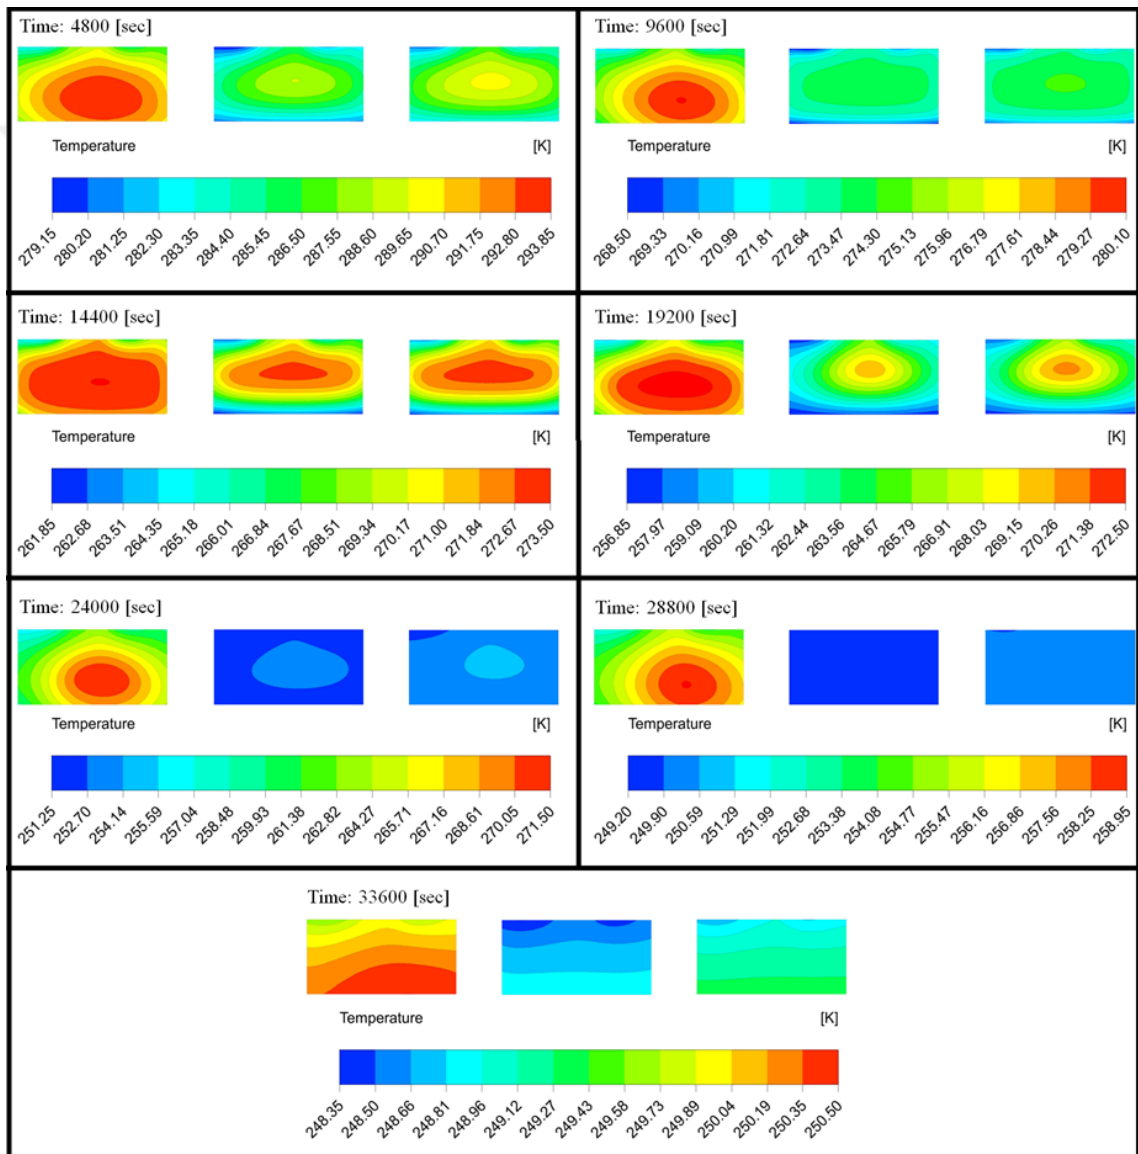 Time: 4800 [sec]
Temperature [K]
279.15 280.20 281.25 282.30 283.35 284.40 285.45 286.50 287.55 288.60 289.65 290.70 291.75 292.80 293.85
Time: 9600 [sec]
Temperature [K]
268.50 269.33 270.16 270.99 271.81 272.64 273.47 274.30 275.13 275.96 276.79 277.61 278.44 279.27 280.10
Time: 14400 [sec]
Temperature [K]
261.85 262.68 263.51 264.35 265.18 266.01 266.84 267.67 268.51 269.34 270.17 271.00 271.84 272.67 273.50
Time: 19200 [sec]
Temperature [K]
256.85 257.97 259.09 260.20 261.32 262.44 263.56 264.67 265.79 266.91 268.03 269.15 270.26 271.38 272.50
Time: 24000 [sec]
Temperature [K]
251.25 252.70 254.14 255.59 257.04 258.48 259.93 261.38 262.82 264.27 265.71 267.16 268.61 270.05 271.50
Time: 28800 [sec]
Temperature [K]
249.20 249.90 250.59 251.29 251.99 252.68 253.38 254.08 254.77 255.47 256.16 256.86 257.56 258.25 258.95
Time: 33600 [sec]
Temperature [K]
248.35 248.50 248.66 248.81 248.96 249.12 249.27 249.43 249.58 249.73 249.89 250.04 250.19 250.35 250.50